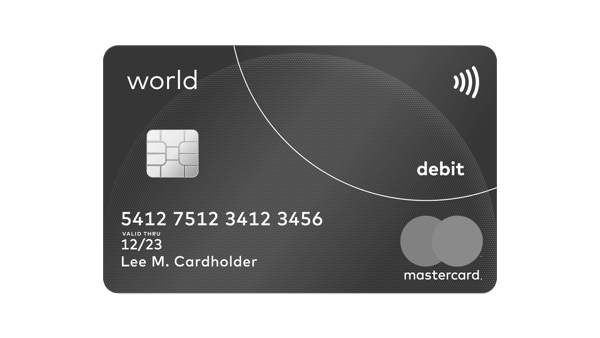 world
debit
5412 7512 3412 3456
VALID THRU
12/23
Lee M. Cardholder
mastercard.